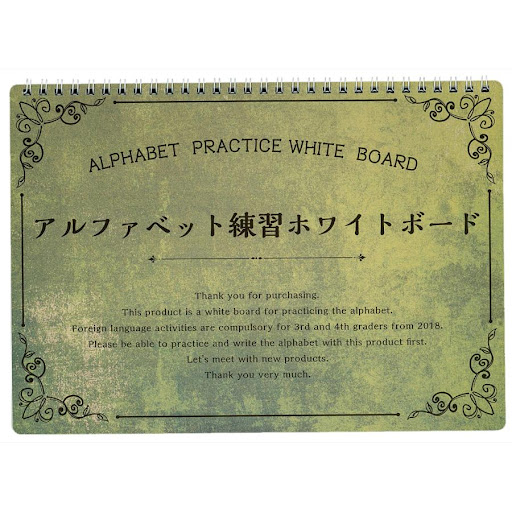 ALPHABET PRACTICE WHITE BOARD
アルファベット練習ホワイトボード
Thank you for purchasing.
This product is a white board for practicing the alphabet.
Foreign language activities are compulsory for 3rd and 4th graders from 2018.
Please be able to practice and write the alphabet with this product first.
Let's meet with new products.
Thank you very much.